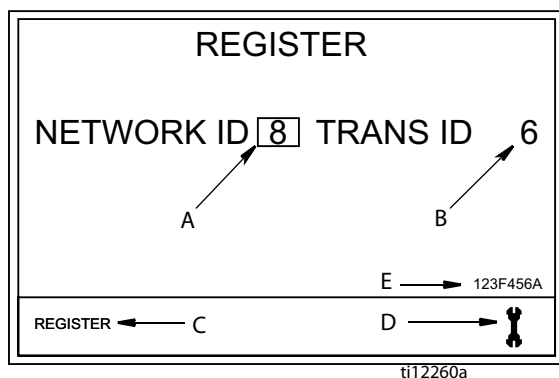 REGISTER
NETWORK ID 8 TRANS ID 6
A
B
E 123F456A
REGISTER C D
ti12260a